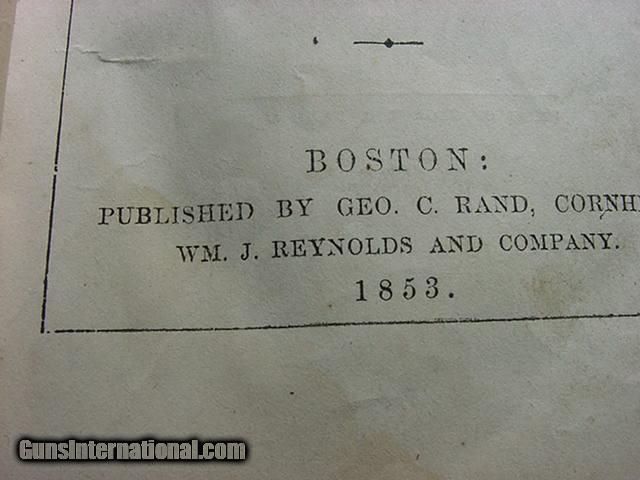 BOSTON:
PUBLISHED BY GEO. C. RAND,
WM. J. REYNOLDS AND COMPANY.
1853.
GunsInternational.com